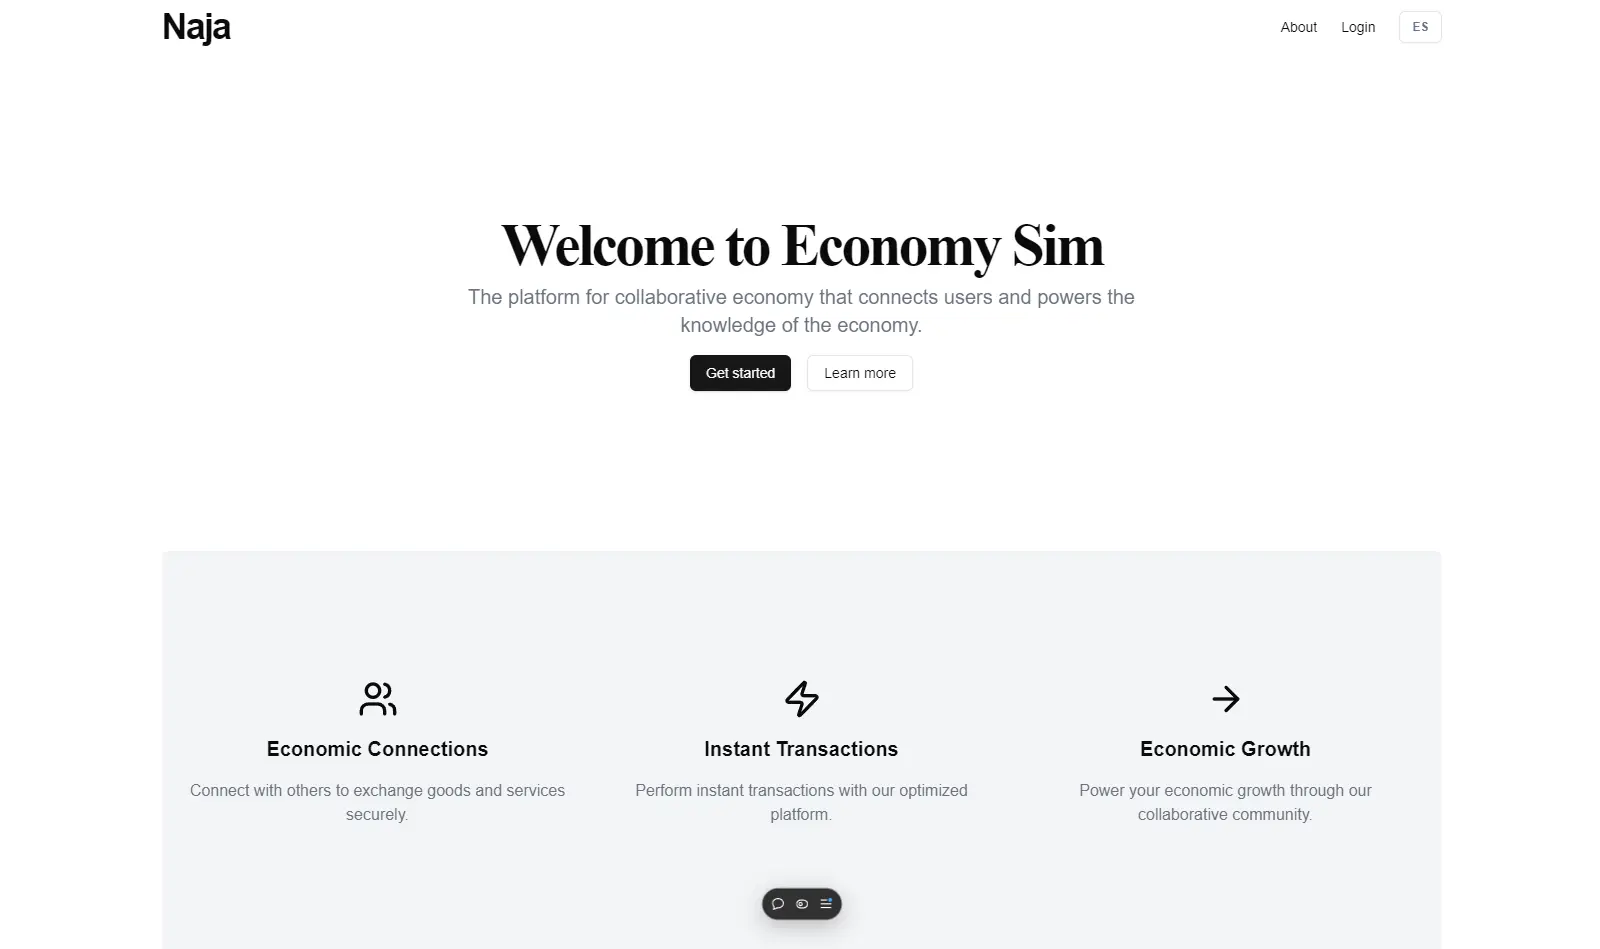 Naja
About
Login
ES
Welcome to Economy Sim
The platform for collaborative economy that connects users and powers the
knowledge of the economy.
Get started
Learn more
Economic Connections
Connect with others to exchange goods and services
securely.
Instant Transactions
Perform instant transactions with our optimized
platform.
Economic Growth
Power your economic growth through our
collaborative community.